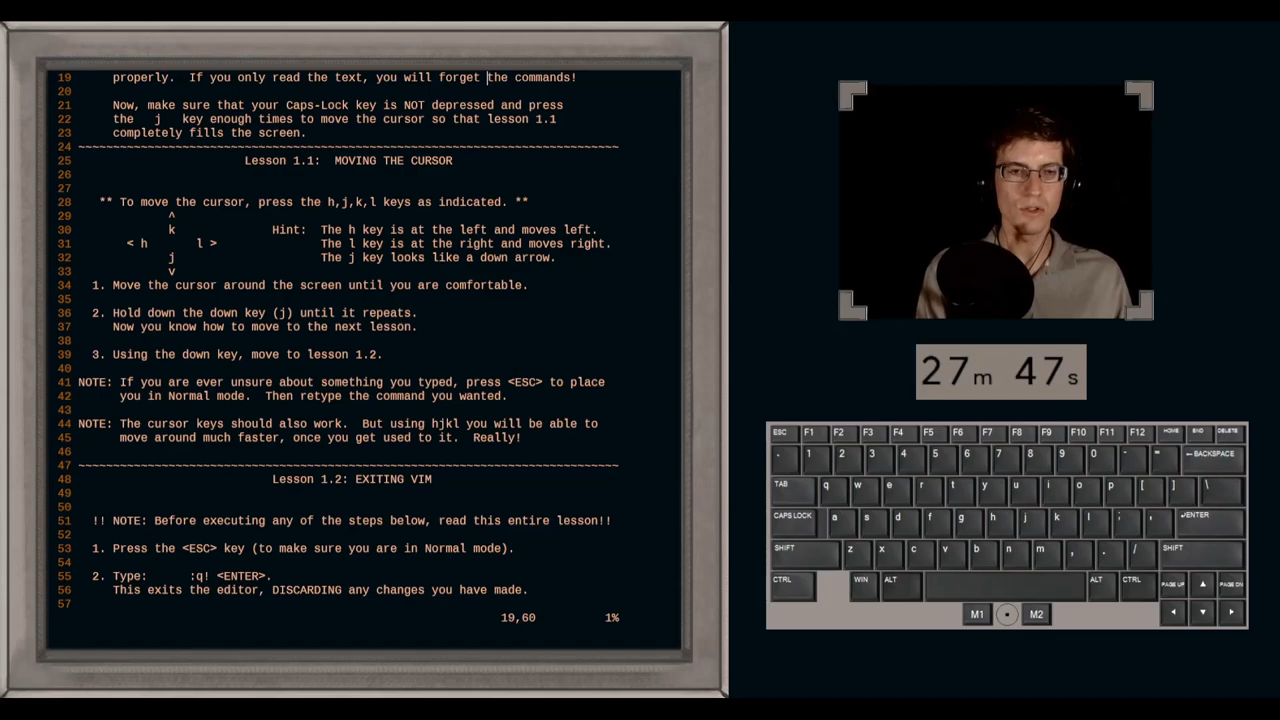 19 properly.  If you only read the text, you will forget the commands!
20
21 Now, make sure that your Caps-Lock key is NOT depressed and press
22 the   j   key enough times to move the cursor so that lesson 1.1
23 completely fills the screen.
24 ~~~~~~~~~~~~~~~~~~~~~~~~~~~~~~~~~~~~~~~~~~~~~~~~~~~~~~~~~~~~~~~~~~~~~~~~~~~~~~
25 Lesson 1.1:  MOVING THE CURSOR
26
27
28 ** To move the cursor, press the h,j,k,l keys as indicated. **
29 ^
30 k              Hint:  The h key is at the left and moves left.
31 < h       l >               The l key is at the right and moves right.
32 j                     The j key looks like a down arrow.
33 v
34 1. Move the cursor around the screen until you are comfortable.
35
36 2. Hold down the down key (j) until it repeats.
37 Now you know how to move to the next lesson.
38
39 3. Using the down key, move to lesson 1.2.
40
41 NOTE: If you are ever unsure about something you typed, press <ESC> to place
42 you in Normal mode.  Then retype the command you wanted.
43
44 NOTE: The cursor keys should also work.  But using hjkl you will be able to
45 move around much faster, once you get used to it.  Really!
46
47 ~~~~~~~~~~~~~~~~~~~~~~~~~~~~~~~~~~~~~~~~~~~~~~~~~~~~~~~~~~~~~~~~~~~~~~~~~~~~~~
48 Lesson 1.2: EXITING VIM
49
50
51 !! NOTE: Before executing any of the steps below, read this entire lesson!!
52
53 1. Press the <ESC> key (to make sure you are in Normal mode).
54
55 2. Type:      :q! <ENTER>.
56 This exits the editor, DISCARDING any changes you have made.
57
19,60          1%
27m 47s
ESC F1 F2 F3 F4 F5 F6 F7 F8 F9 F10 F11 F12 HOME END DELETE
1 2 3 4 5 6 7 8 9 0 - = ←BACKSPACE
TAB q w e r t y u i o p [ ] \
CAPS LOCK a s d f g h j k l ; ↵ENTER
SHIFT z x c v b n m , . / SHIFT
CTRL WIN ALT ALT CTRL PAGE UP ▲ PAGE DN
M1 M2 ◄ ▼ ►